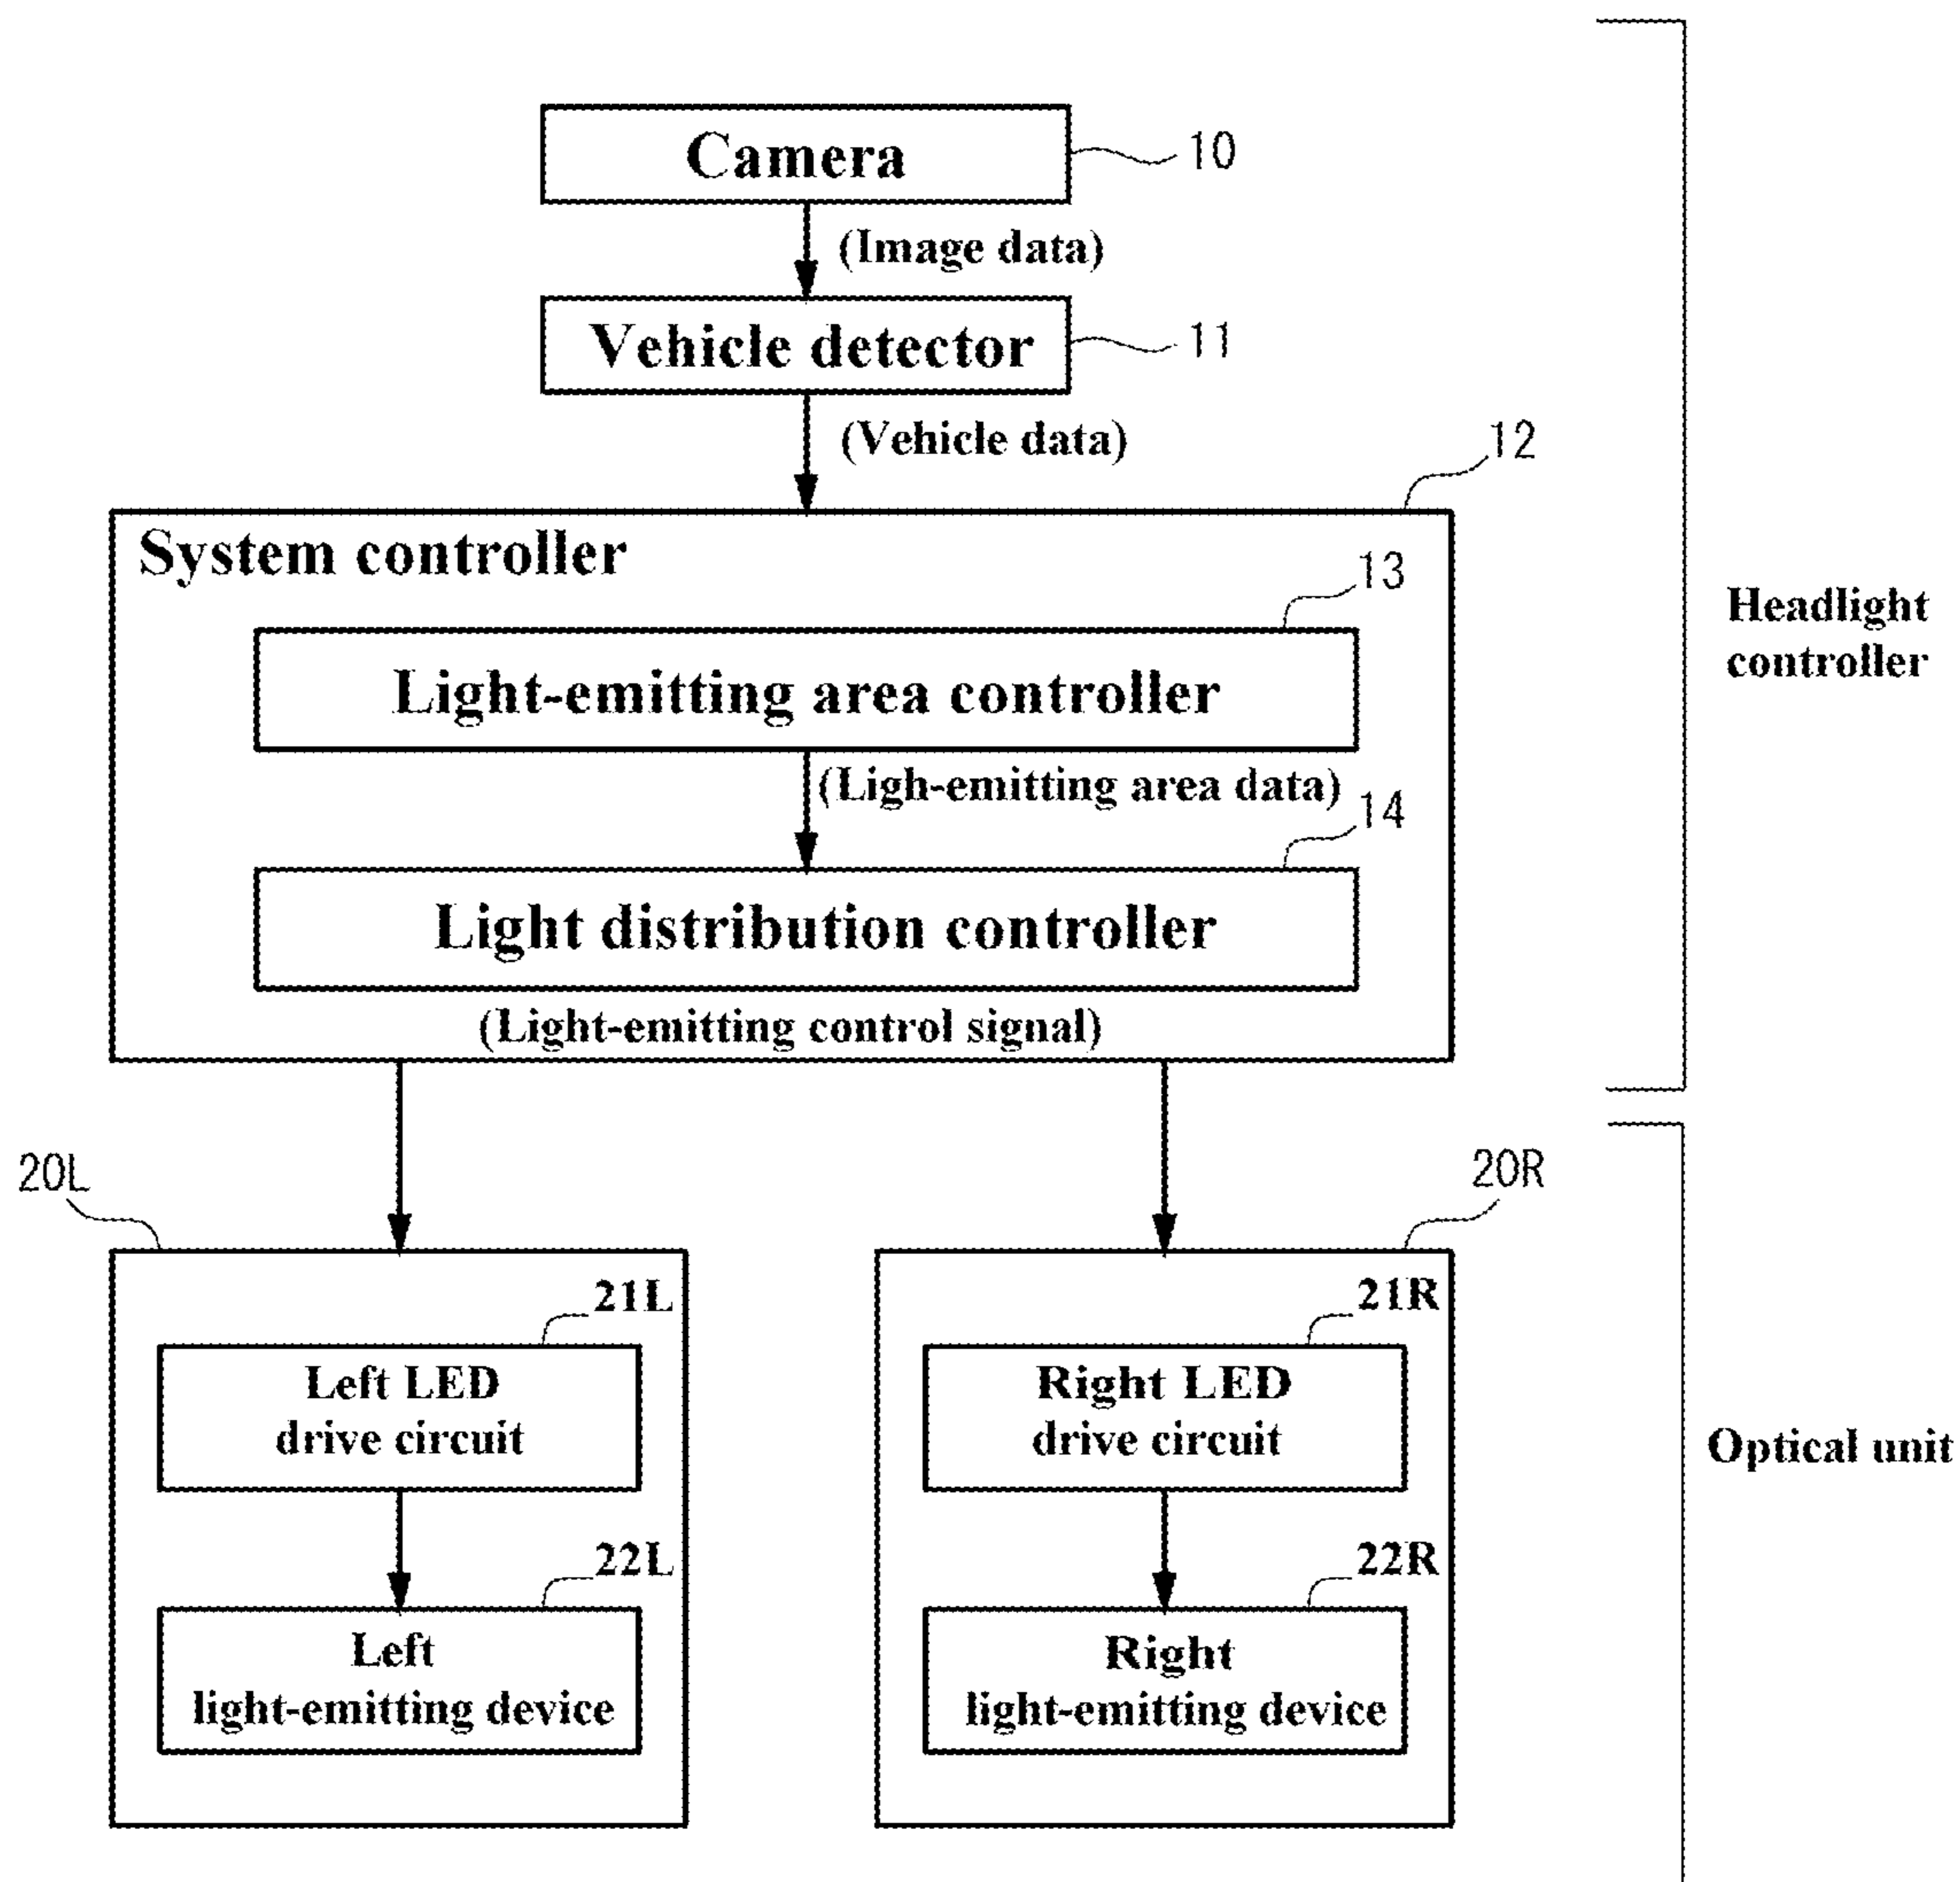 Camera
10
(Image data)
Vehicle detector
11
(Vehicle data)
12
System controller
13
Light-emitting area controller
(Ligh-emitting area data)
14
Light distribution controller
(Light-emitting control signal)
Headlight
controller
20L
20R
21L
Left LED
drive circuit
22L
Left
light-emitting device
21R
Right LED
drive circuit
22R
Right
light-emitting device
Optical unit